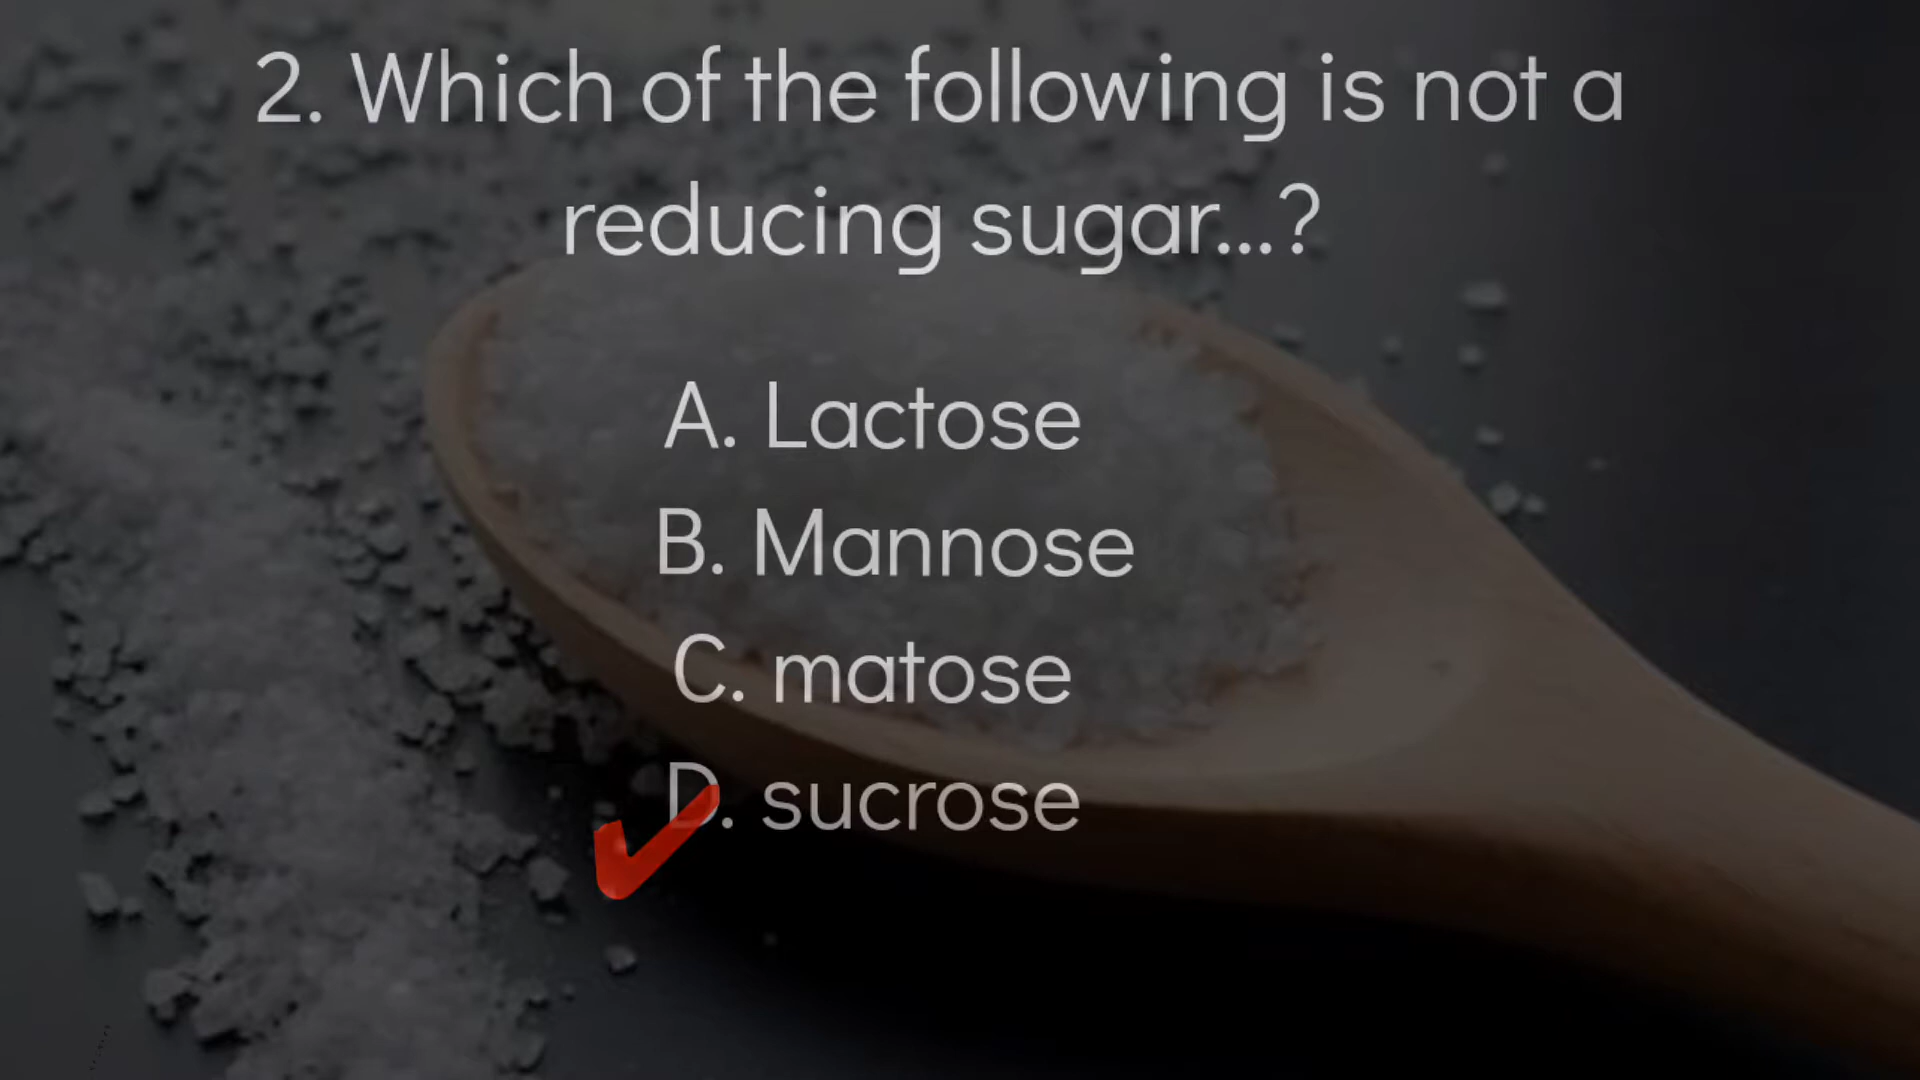 2. Which of the following is not a
reducing sugar...?
A. Lactose
B. Mannose
C. matose
D. sucrose